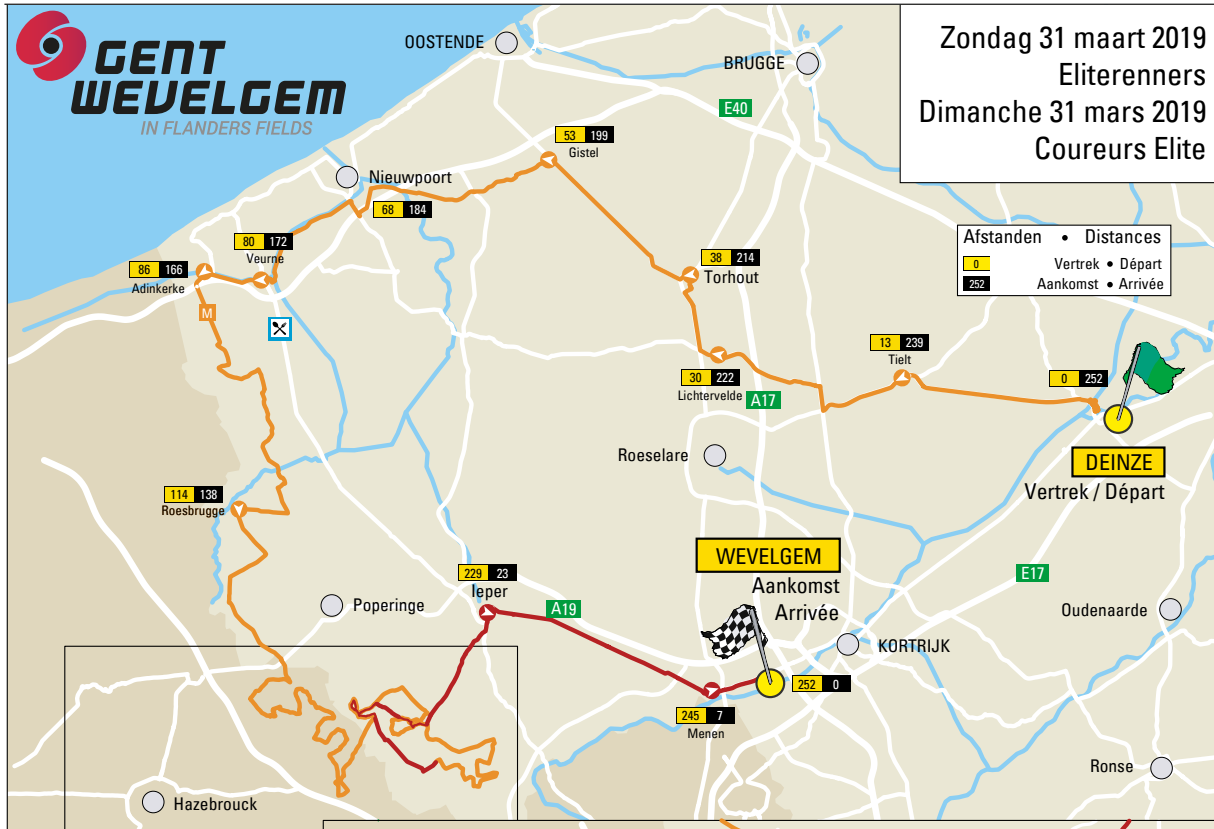 GENT
WEVELGEM
IN FLANDERS FIELDS
Zondag 31 maart 2019
Eliterenners
Dimanche 31 mars 2019
Coureurs Elite
OOSTENDE
BRUGGE
E40
53 199
Gistel
Nieuwpoort
68 184
80 172
Veurne
86 166
Adinkerke
M
38 214
Torhout
Afstanden • Distances
0 Vertrek • Départ
252 Aankomst • Arrivée
13 239
Tielt
30 222
Lichtervelde
A17
0 252
DEINZE
Vertrek / Départ
Roeselare
114 138
Roesbrugge
WEVELGEM
Aankomst
Arrivée
229 23
Ieper
A19
E17
Poperinge
Oudenaarde
KORTRIJK
252 0
245 7
Menen
Ronse
Hazebrouck